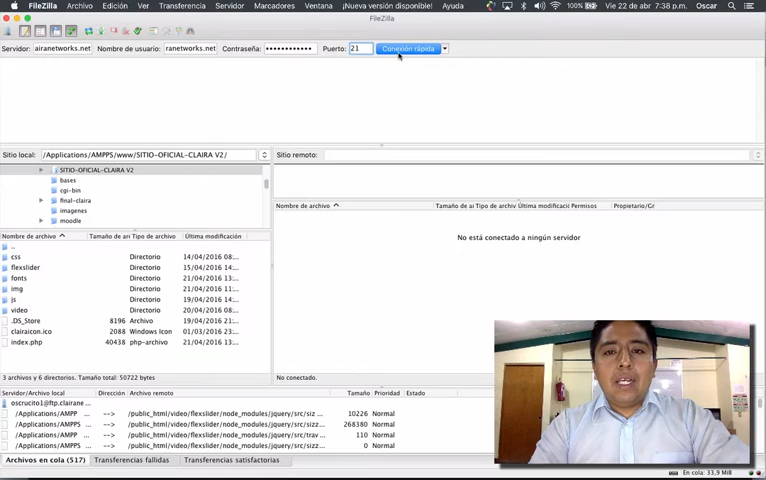 FileZilla Archivo Edición Ver Transferencia Servidor Marcadores Ventana ¡Nueva versión disponible! Ayuda 100% Vie 22 de abr 7:38 p.m. Oscar
FileZilla
Servidor: airanetworks.net Nombre de usuario: ranetworks.net Contraseña: •••••••••••• Puerto: 21 Conexión rápida
Sitio local: /Applications/AMPPS/www/SITIO-OFICIAL-CLAIRA V2/ Sitio remoto:
SITIO-OFICIAL-CLAIRA V2
bases
cgi-bin
final-claira
imagenes
moodle
Nombre de archivo Tamaño de ar Tipo de archivo Última modificación
Nombre de archivo Tamaño de a Tipo de archiv Última modificació Permisos Propietario/Gr
No está conectado a ningún servidor
..
css Directorio 14/04/2016 08:...
flexslider Directorio 15/04/2016 14:...
fonts Directorio 21/04/2016 13:...
img Directorio 21/04/2016 13:...
js Directorio 19/04/2016 14:...
video Directorio 20/04/2016 08:...
.DS_Store 8196 Archivo 19/04/2016 21:...
clairaicon.ico 2088 Windows Icon 01/03/2016 23:...
index.php 40438 php-archivo 21/04/2016 13:...
3 archivos y 6 directorios. Tamaño total: 50722 bytes
No conectado.
Servidor/Archivo local Dirección Archivo remoto Tamaño Prioridad Estado
oscrucito1@ftp.clairane...
/Applications/AMPP ... --> /public_html/video/flexslider/node_modules/jquery/src/siz ... 10226 Normal
/Applications/AMPPS ... --> /public_html/video/flexslider/node_modules/jquery/src/sizz ... 268380 Normal
/Applications/AMPP ... --> /public_html/video/flexslider/node_modules/jquery/src/trav ... 110 Normal
/Applications/AMPPS ... --> /public_html/video/flexslider/node_modules/jquery/src/sizz ... 0 Normal
Archivos en cola (517) Transferencias fallidas Transferencias satisfactorias
En cola: 33,9 MiB